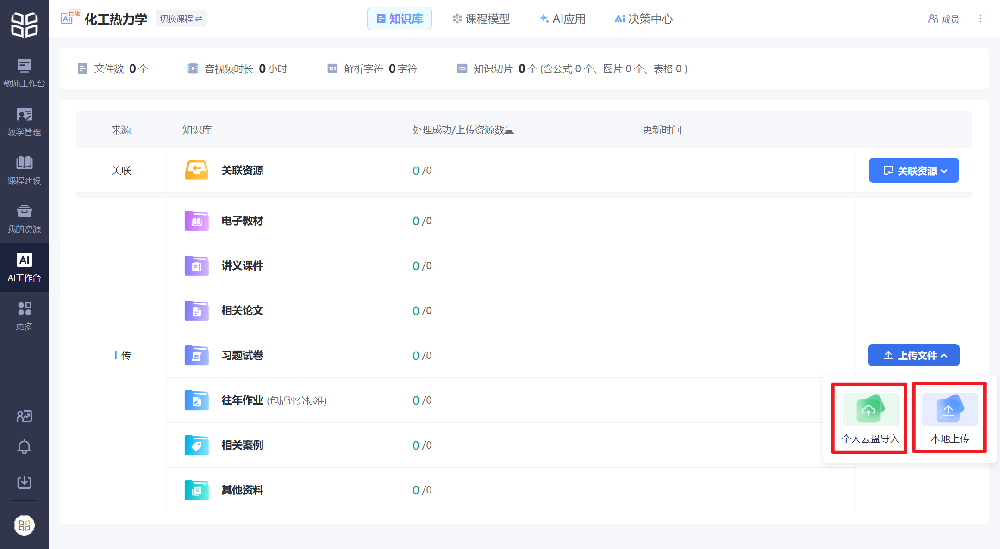 自建
化工热力学 切换课程
知识库 课程模型 AI应用 Ai 决策中心
成员
教师工作台
教学管理
课程建设
我的资源
AI
AI工作台
更多
文件数 0 个 音视频时长 0 小时 解析字符 0 字符 知识切片 0 个 (含公式 0 个、图片 0 个、表格 0 )
来源 知识库 处理成功/上传资源数量 更新时间
关联 关联资源 0 /0 关联资源
电子教材 0 /0
讲义课件 0 /0
相关论文 0 /0
上传 习题试卷 0 /0 上传文件
往年作业 (包括评分标准) 0 /0
个人云盘导入 本地上传
相关案例 0 /0
其他资料 0 /0